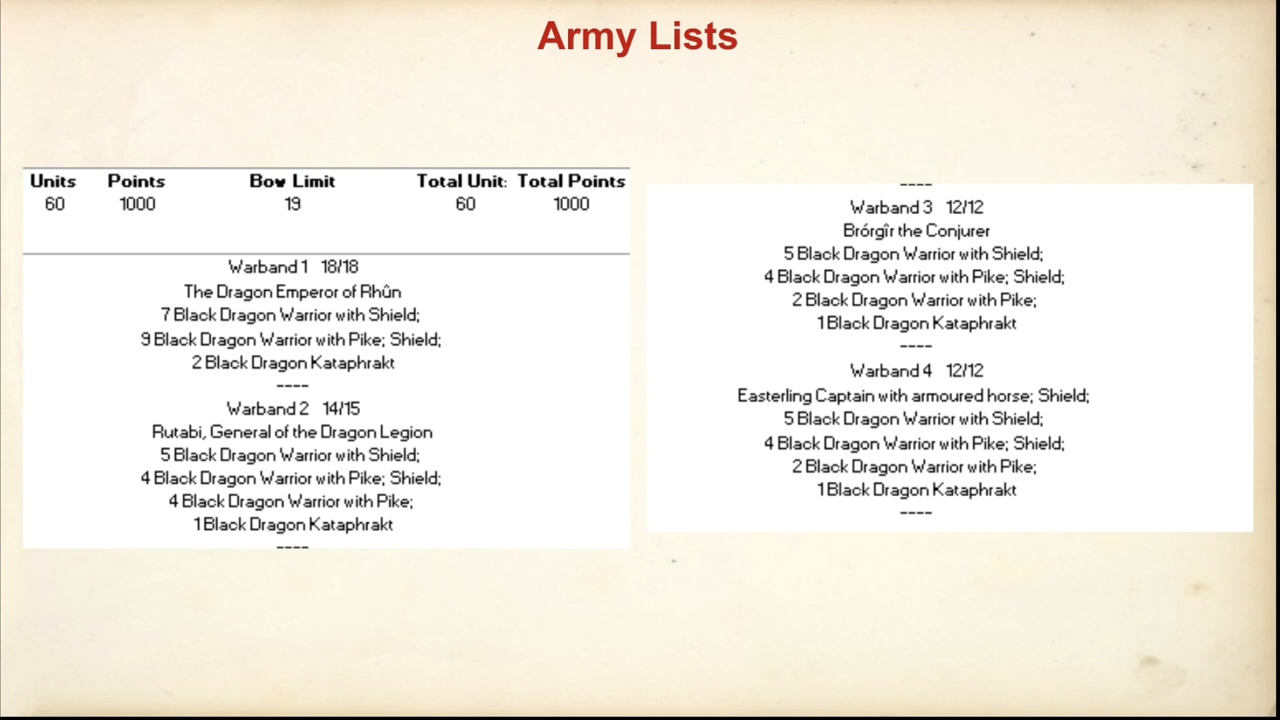 Army Lists
Units Points Bow Limit Total Unit: Total Points
60 1000 19 60 1000
Warband 1 18/18
The Dragon Emperor of Rhûn
7 Black Dragon Warrior with Shield;
9 Black Dragon Warrior with Pike; Shield;
2 Black Dragon Kataphrakt
----
Warband 2 14/15
Rutabi, General of the Dragon Legion
5 Black Dragon Warrior with Shield;
4 Black Dragon Warrior with Pike; Shield;
4 Black Dragon Warrior with Pike;
1 Black Dragon Kataphrakt
----
----
Warband 3 12/12
Brórgîr the Conjurer
5 Black Dragon Warrior with Shield;
4 Black Dragon Warrior with Pike; Shield;
2 Black Dragon Warrior with Pike;
1 Black Dragon Kataphrakt
----
Warband 4 12/12
Easterling Captain with armoured horse; Shield;
5 Black Dragon Warrior with Shield;
4 Black Dragon Warrior with Pike; Shield;
2 Black Dragon Warrior with Pike;
1 Black Dragon Kataphrakt
----